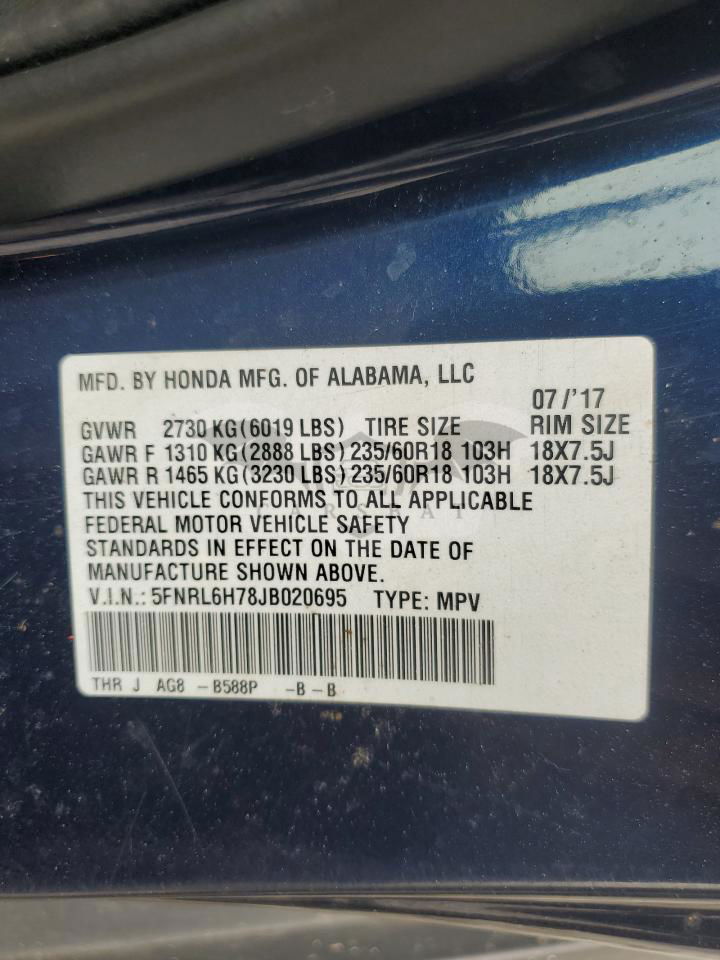 MFD. BY HONDA MFG. OF ALABAMA, LLC
07/'17
GVWR 2730 KG(6019 LBS) TIRE SIZE RIM SIZE
GAWR F 1310 KG(2888 LBS) 235/60R18 103H 18X7.5J
GAWR R 1465 KG(3230 LBS) 235/60R18 103H 18X7.5J
THIS VEHICLE CONFORMS TO ALL APPLICABLE
FEDERAL MOTOR VEHICLE SAFETY
STANDARDS IN EFFECT ON THE DATE OF
MANUFACTURE SHOWN ABOVE.
V.I.N.: 5FNRL6H78JB020695 TYPE: MPV
THR J AG8 -B588P -B-B